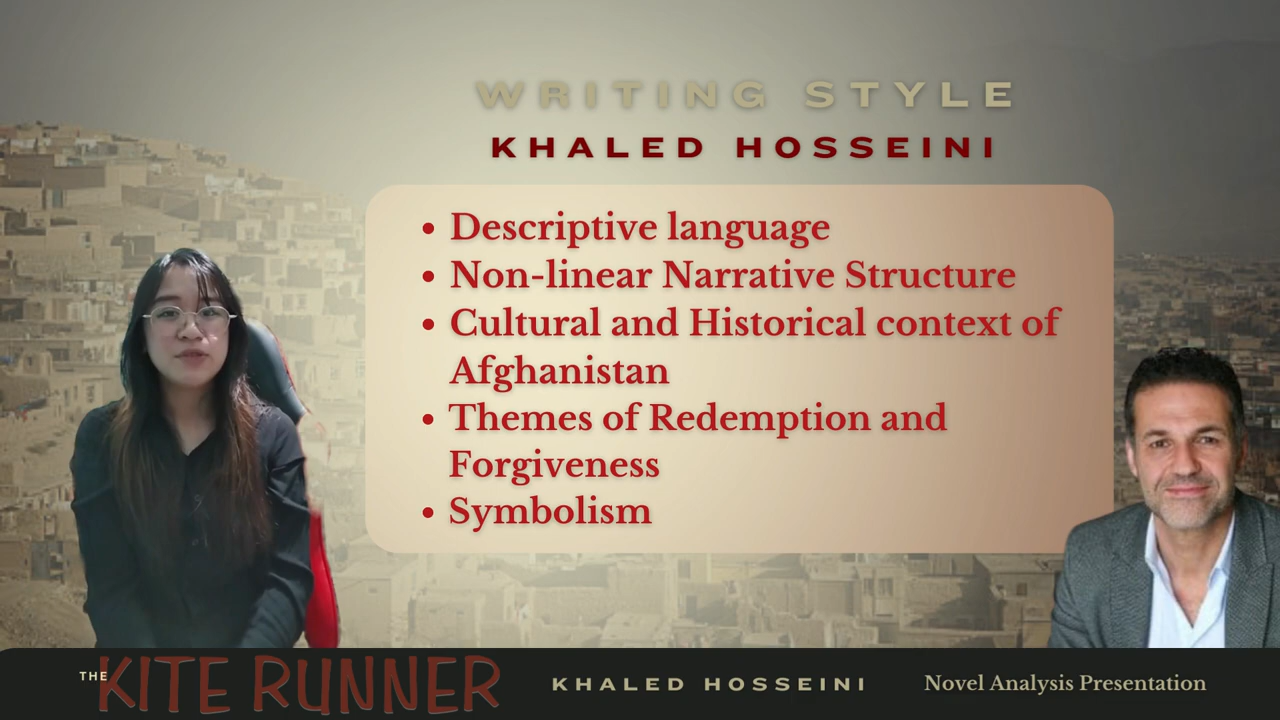 WRITING STYLE
KHALED HOSSEINI
• Descriptive language
• Non-linear Narrative Structure
• Cultural and Historical context of
Afghanistan
• Themes of Redemption and
Forgiveness
• Symbolism
THE KITE RUNNER
KHALED HOSSEINI
Novel Analysis Presentation